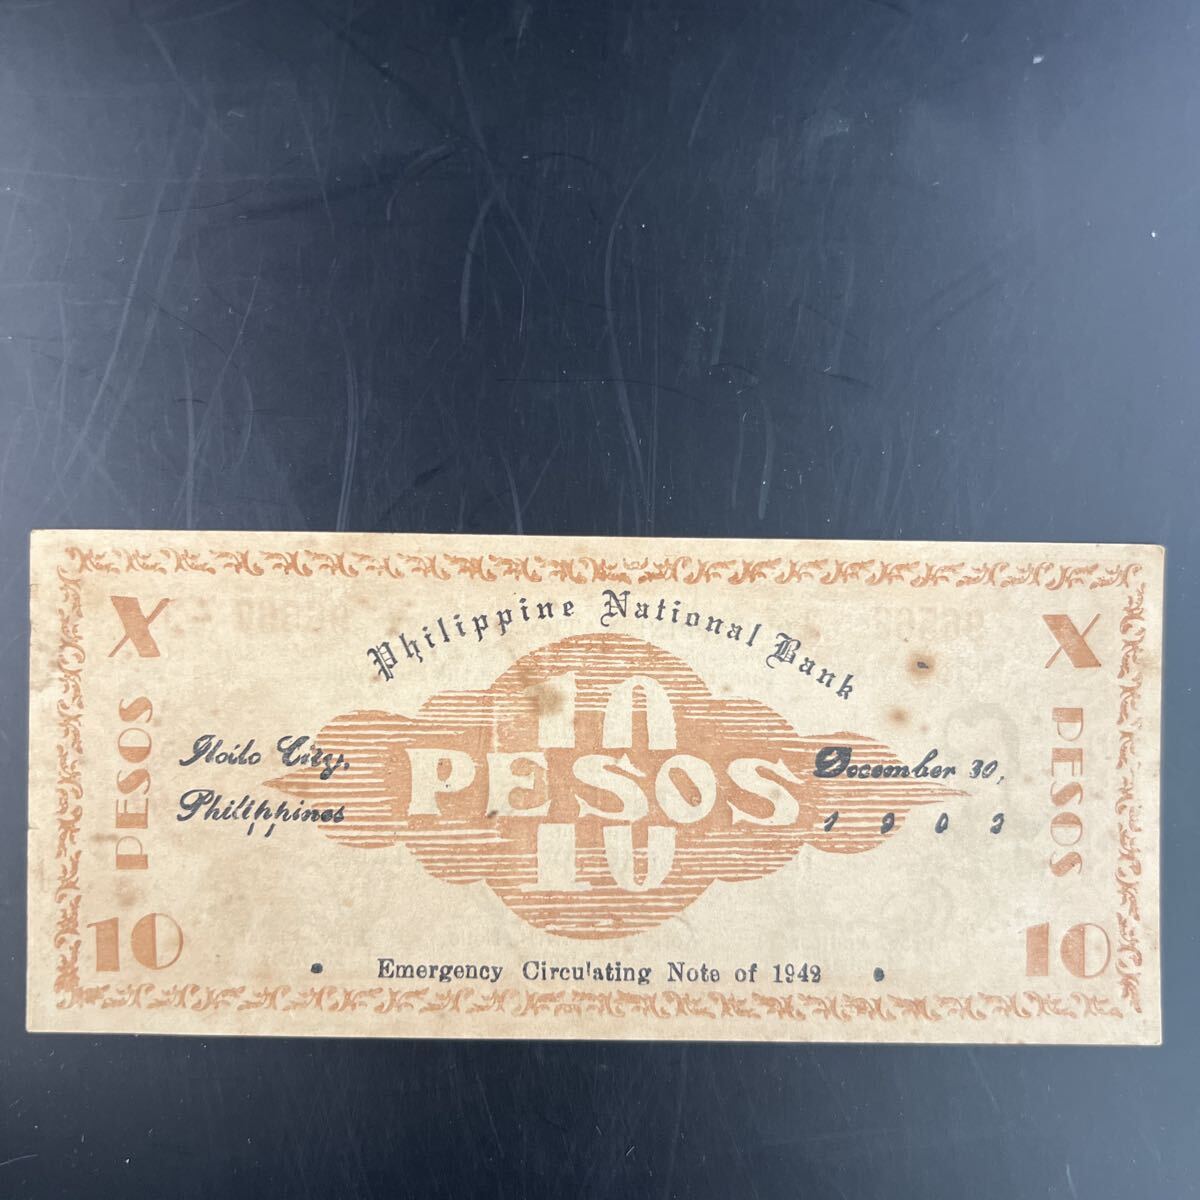 X X
Philippine National Bank
10
PESOS PESOS PESOS
10
Iloilo City,
Philippines
December 30,
10 10
Emergency Circulating Note of 1942